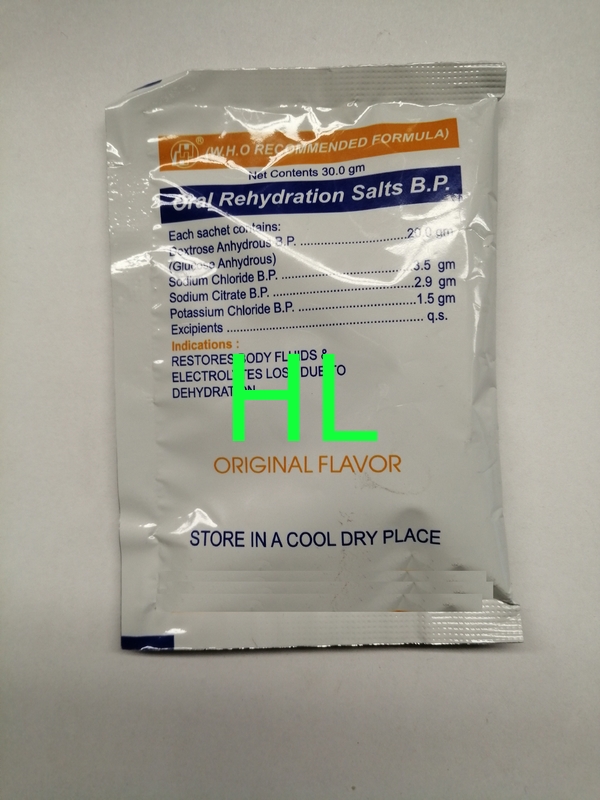 ® (W.H.O RECOMMENDED FORMULA)
Net Contents 30.0 gm
Oral Rehydration Salts B.P.
Each sachet contains:
Dextrose Anhydrous B.P. ............................20.0 gm
(Glucose Anhydrous)
Sodium Chloride B.P. .................................3.5 gm
Sodium Citrate B.P. ...................................2.9 gm
Potassium Chloride B.P. ..............................1.5 gm
Excipients ................................................ q.s.
Indications :
RESTORES BODY FLUIDS &
ELECTROLYTES LOSS DUE TO
DEHYDRATION
HL
ORIGINAL FLAVOR
STORE IN A COOL DRY PLACE